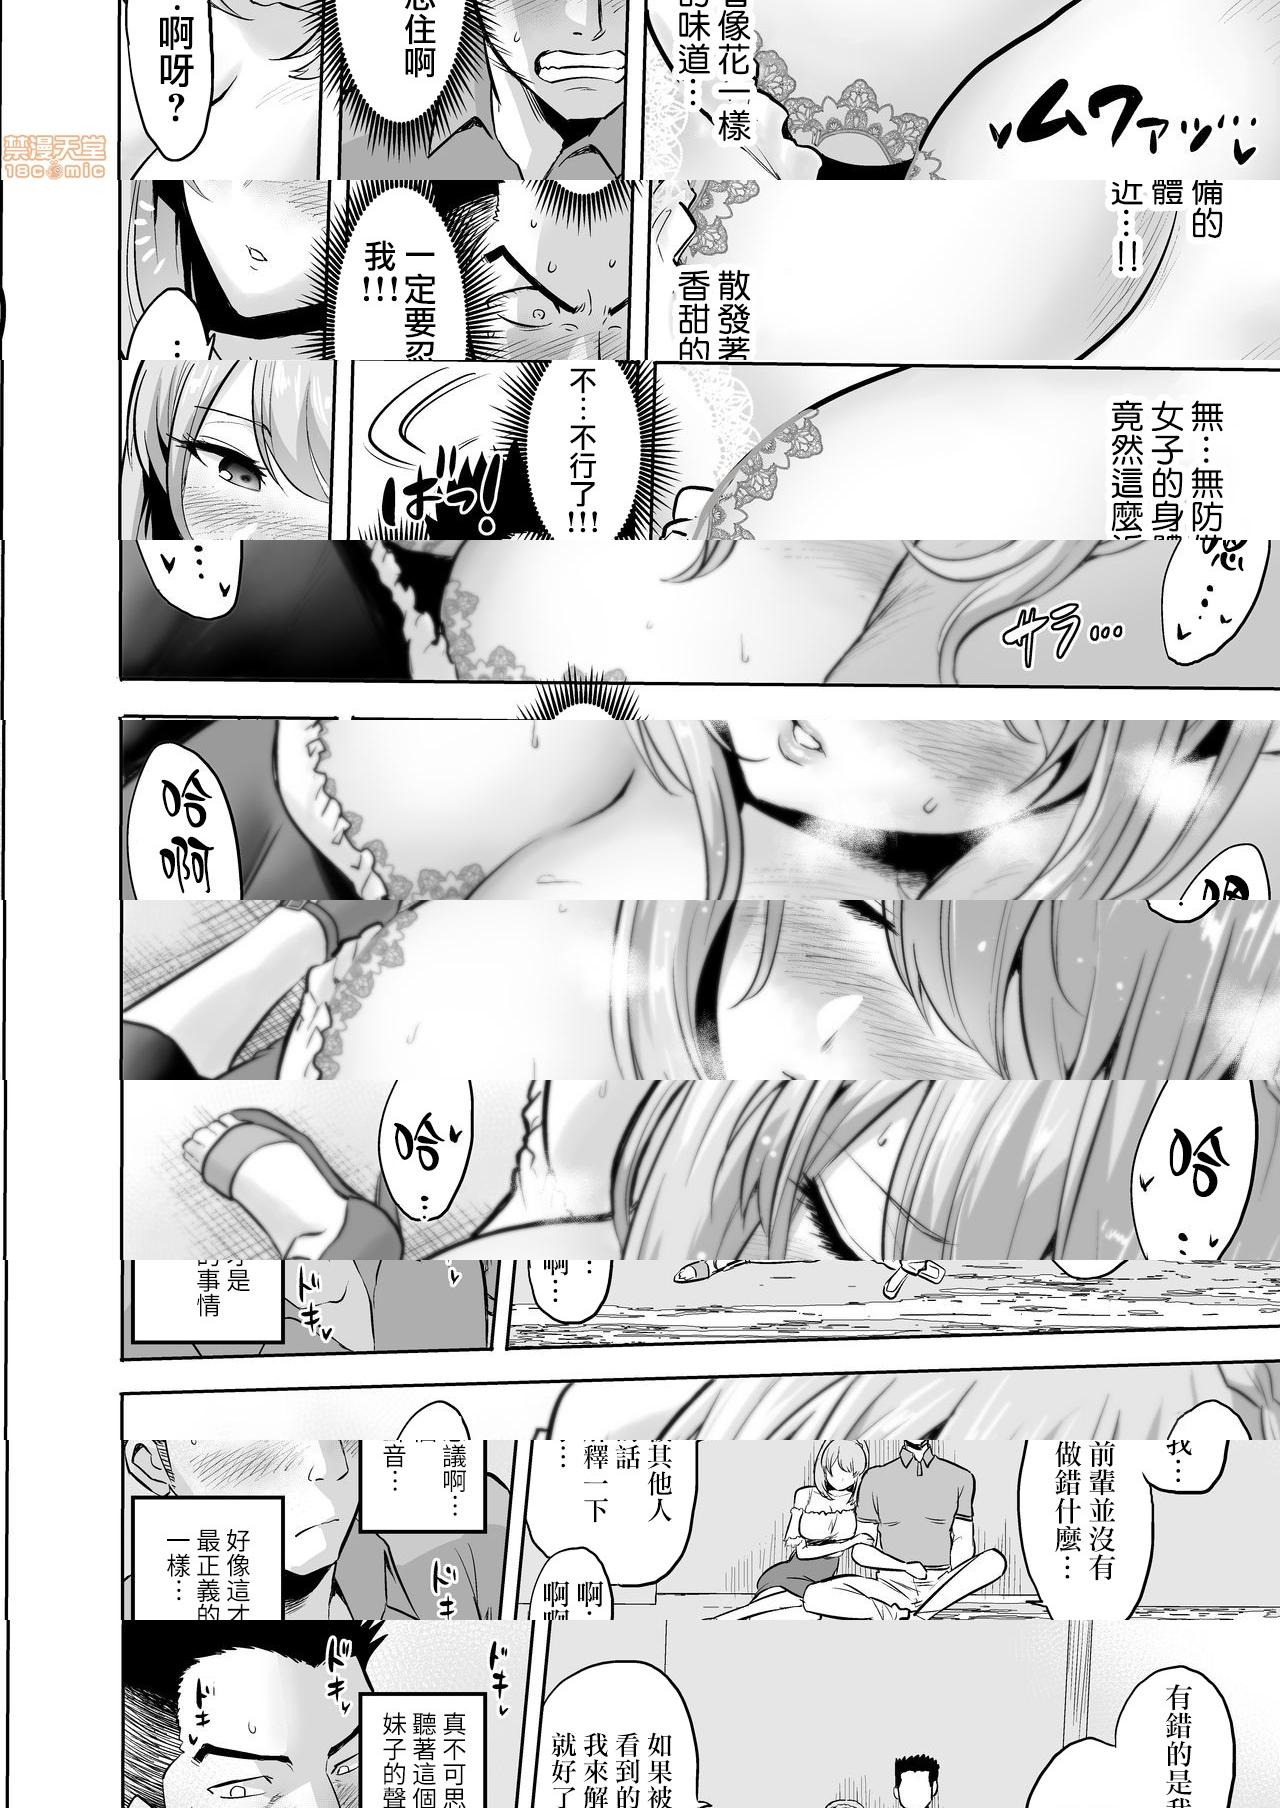 ムワァッ…
像花一樣
的味道…
住啊
…啊呀?
禁漫天堂
18comic
備的
體
近…!!
散發著
香甜的
一定要忍
我!!!
無…無防
女子的身
竟然這麼
不…不行了!!!
ばっ!
…
サラ…
哈啊
哈
哈…
啊…
是
的事情
ドキ
ドキ
我…
前輩並沒有
做錯什麼…
其他人
話
釋一下
…
啊…
啊
議啊…
音…
好像這才
最正義的
一樣…
有錯的是我
如果被
看到的
我來解
就好了
真不可思
聽著這個
妹子的聲
ドキ
ドキ
ドキ